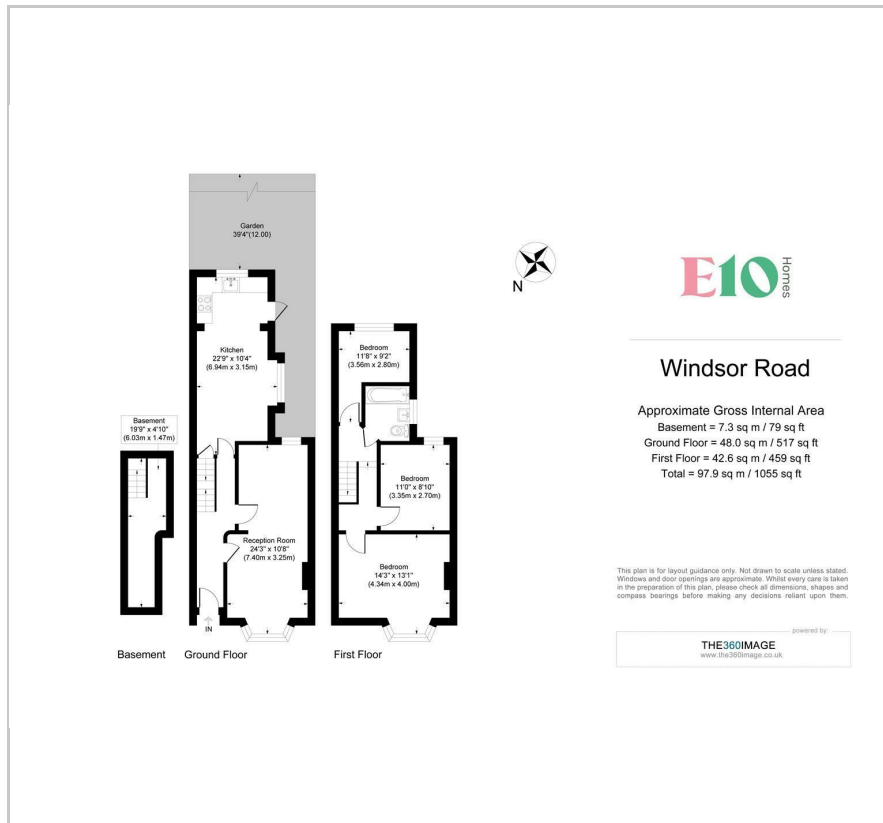 Garden
39'4"(12.00)
N
Kitchen
22'9" x 10'4"
(6.94m x 3.15m)
Bedroom
11'8" x 9'2"
(3.56m x 2.80m)
Basement
19'9" x 4'10"
(6.03m x 1.47m)
Bedroom
11'0" x 8'10"
(3.35m x 2.70m)
Reception Room
24'3" x 10'8"
(7.40m x 3.25m)
Bedroom
14'3" x 13'1"
(4.34m x 4.00m)
IN
Basement
Ground Floor
First Floor
E10 Homes
Windsor Road
Approximate Gross Internal Area
Basement = 7.3 sq m / 79 sq ft
Ground Floor = 48.0 sq m / 517 sq ft
First Floor = 42.6 sq m / 459 sq ft
Total = 97.9 sq m / 1055 sq ft
This plan is for layout guidance only. Not drawn to scale unless stated.
Windows and door openings are approximate. Whilst every care is taken
in the preparation of this plan, please check all dimensions, shapes and
compass bearings before making any decisions reliant upon them.
powered by:
THE360IMAGE
www.the360image.co.uk